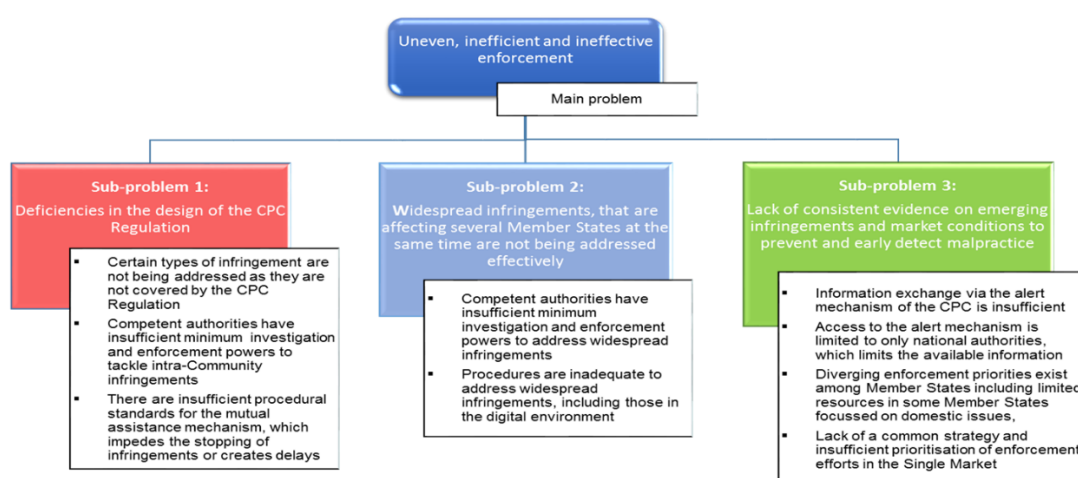 Uneven, inefficient and ineffective
enforcement
Main problem
Sub-problem 1:
Deficiencies in the design of the CPC
Regulation
▪ Certain types of infringement are
not being addressed as they are
not covered by the CPC
Regulation
▪ Competent authorities have
insufficient minimum investigation
and enforcement powers to
tackle intra-Community
infringements
▪ There are insufficient procedural
standards for the mutual
assistance mechanism, which
impedes the stopping of
infringements or creates delays
Sub-problem 2:
Widespread infringements, that are
affecting several Member States at the
same time are not being addressed
effectively
▪ Competent authorities have
insufficient minimum
investigation and enforcement
powers to address widespread
infringements
▪ Procedures are inadequate to
address widespread
infringements, including those in
the digital environment
Sub-problem 3:
Lack of consistent evidence on emerging
infringements and market conditions to
prevent and early detect malpractice
▪ Information exchange via the alert
mechanism of the CPC is insufficient
▪ Access to the alert mechanism is
limited to only national authorities,
which limits the available information
▪ Diverging enforcement priorities exist
among Member States including limited
resources in some Member States
focussed on domestic issues,
▪ Lack of a common strategy and
insufficient prioritisation of enforcement
efforts in the Single Market